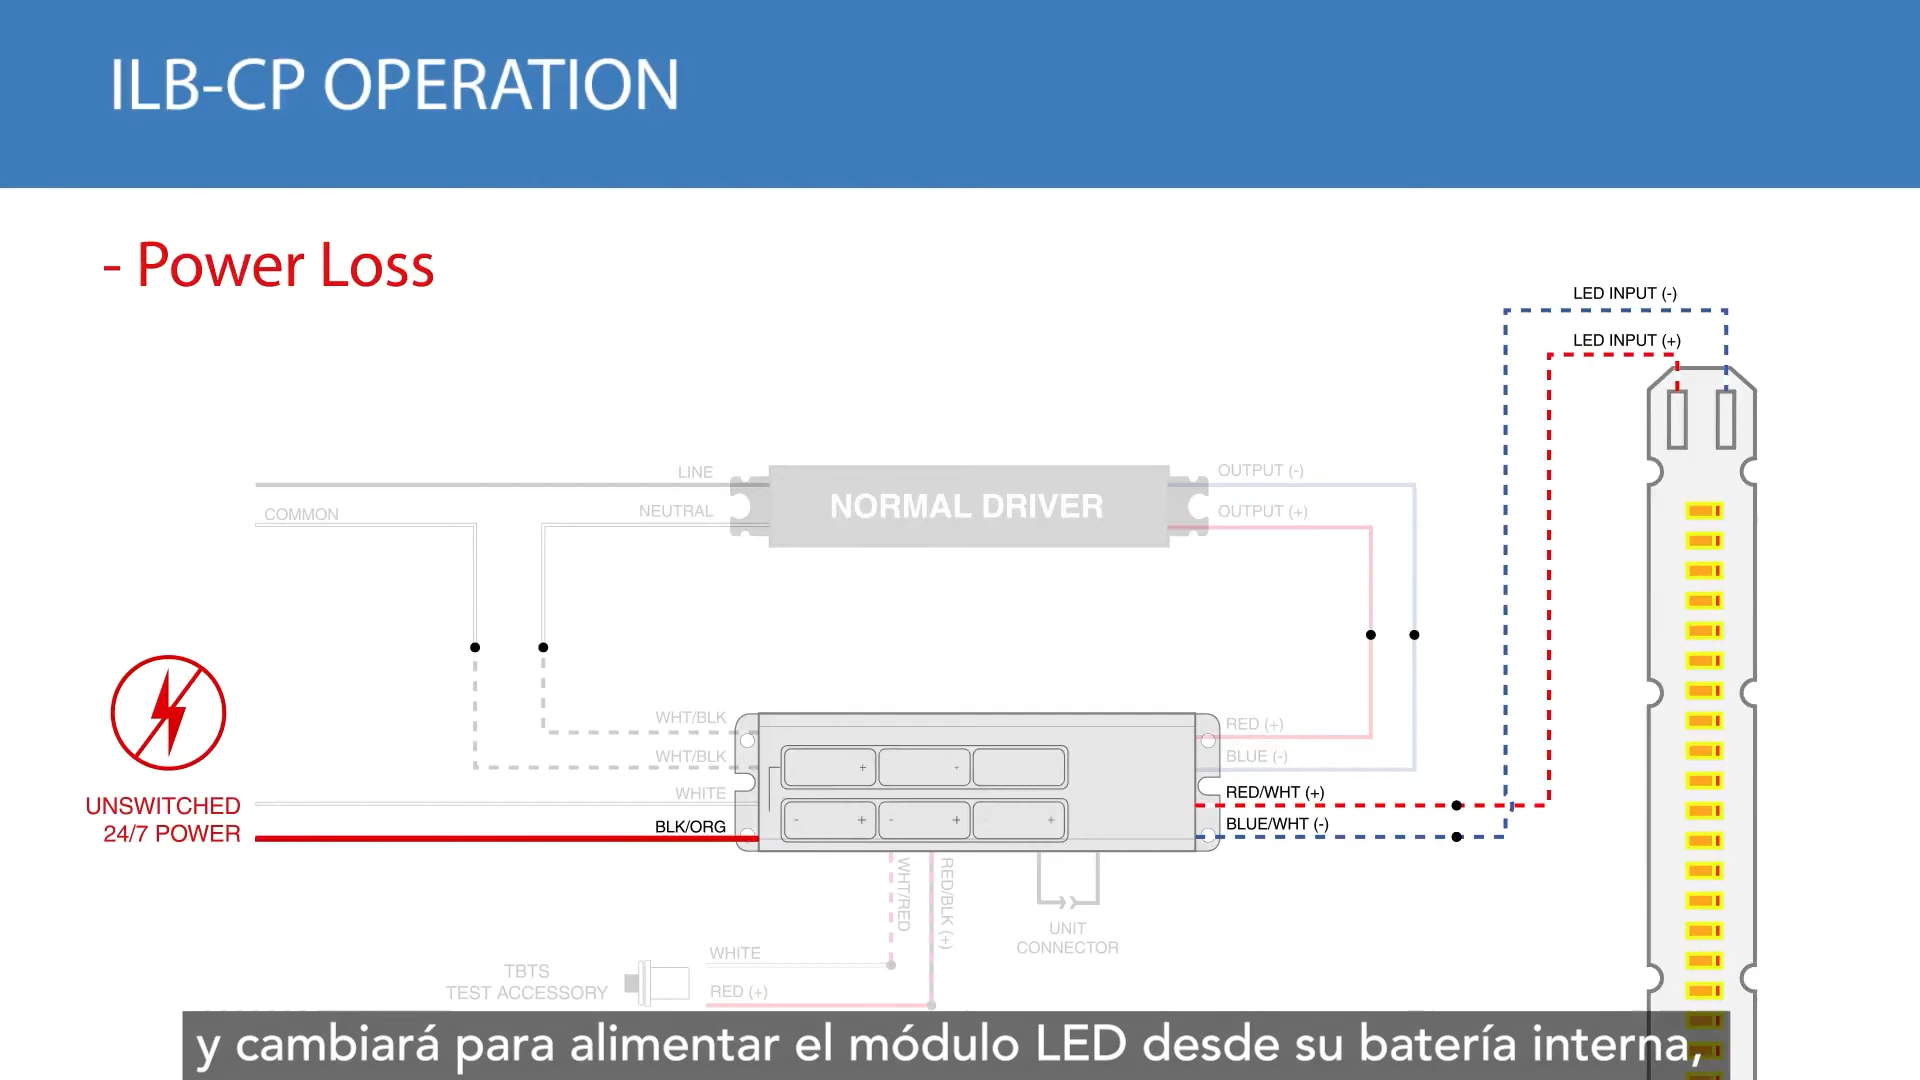 ILB-CP OPERATION
- Power Loss
LED INPUT (-)
LED INPUT (+)
LINE
COMMON
NEUTRAL
NORMAL DRIVER
OUTPUT (-)
OUTPUT (+)
WHT/BLK
WHT/BLK
WHITE
BLK/ORG
UNSWITCHED
24/7 POWER
RED (+)
BLUE (-)
RED/WHT (+)
BLUE/WHT (-)
+ +
- + - + +
WHT/RED
RED/BLK (+)
UNIT
CONNECTOR
TBTS
TEST ACCESSORY
WHITE
RED (+)
y cambiará para alimentar el módulo LED desde su batería interna,